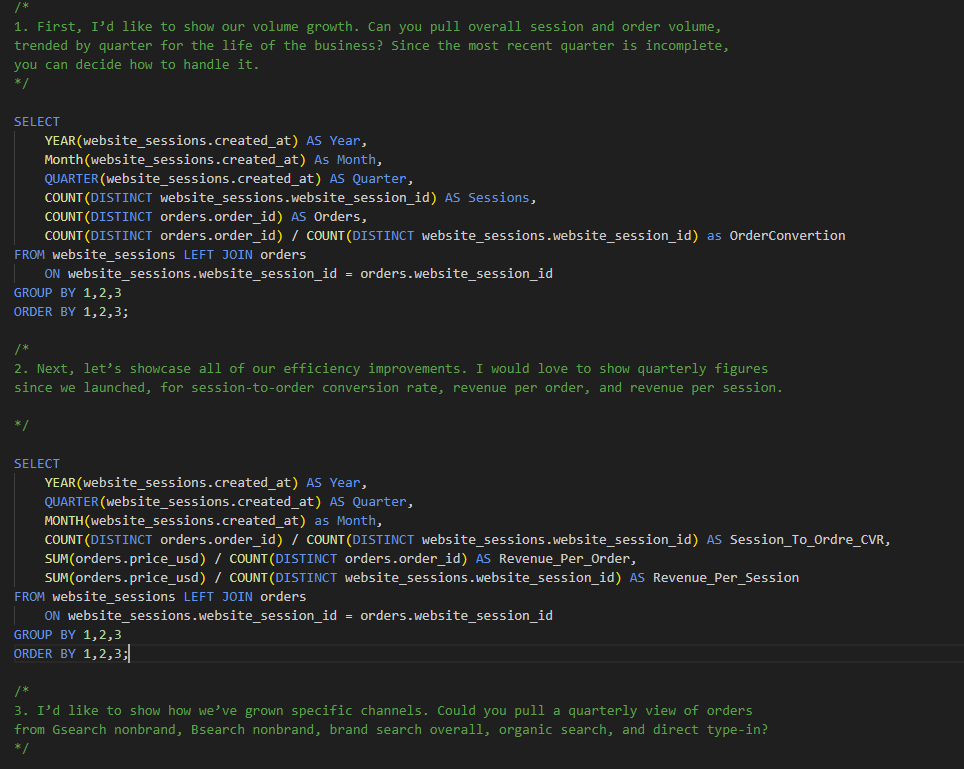 /*
1. First, I’d like to show our volume growth. Can you pull overall session and order volume,
trended by quarter for the life of the business? Since the most recent quarter is incomplete,
you can decide how to handle it.
*/
SELECT
YEAR(website_sessions.created_at) AS Year,
Month(website_sessions.created_at) As Month,
QUARTER(website_sessions.created_at) AS Quarter,
COUNT(DISTINCT website_sessions.website_session_id) AS Sessions,
COUNT(DISTINCT orders.order_id) AS Orders,
COUNT(DISTINCT orders.order_id) / COUNT(DISTINCT website_sessions.website_session_id) as OrderConvertion
FROM website_sessions LEFT JOIN orders
ON website_sessions.website_session_id = orders.website_session_id
GROUP BY 1,2,3
ORDER BY 1,2,3;
/*
2. Next, let’s showcase all of our efficiency improvements. I would love to show quarterly figures
since we launched, for session-to-order conversion rate, revenue per order, and revenue per session.
*/
SELECT
YEAR(website_sessions.created_at) AS Year,
QUARTER(website_sessions.created_at) AS Quarter,
MONTH(website_sessions.created_at) as Month,
COUNT(DISTINCT orders.order_id) / COUNT(DISTINCT website_sessions.website_session_id) AS Session_To_Ordre_CVR,
SUM(orders.price_usd) / COUNT(DISTINCT orders.order_id) AS Revenue_Per_Order,
SUM(orders.price_usd) / COUNT(DISTINCT website_sessions.website_session_id) AS Revenue_Per_Session
FROM website_sessions LEFT JOIN orders
ON website_sessions.website_session_id = orders.website_session_id
GROUP BY 1,2,3
ORDER BY 1,2,3;
/*
3. I’d like to show how we’ve grown specific channels. Could you pull a quarterly view of orders
from Gsearch nonbrand, Bsearch nonbrand, brand search overall, organic search, and direct type-in?
*/